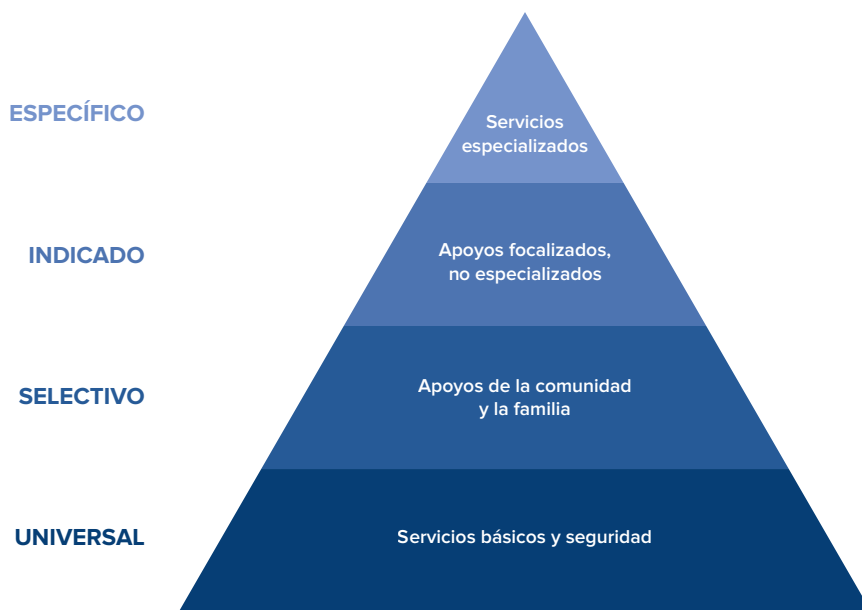 ESPECÍFICO
Servicios
especializados
INDICADO
Apoyos focalizados,
no especializados
SELECTIVO
Apoyos de la comunidad
y la familia
UNIVERSAL
Servicios básicos y seguridad